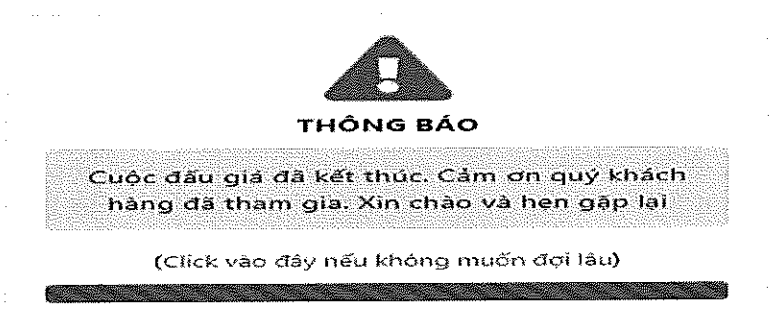 THÔNG BÁO
Cuộc đấu giá đã kết thúc. Cảm ơn quý khách
hàng đã tham gia. Xin chào và hẹn gặp lại
(Click vào đây nếu không muốn đợi lâu)